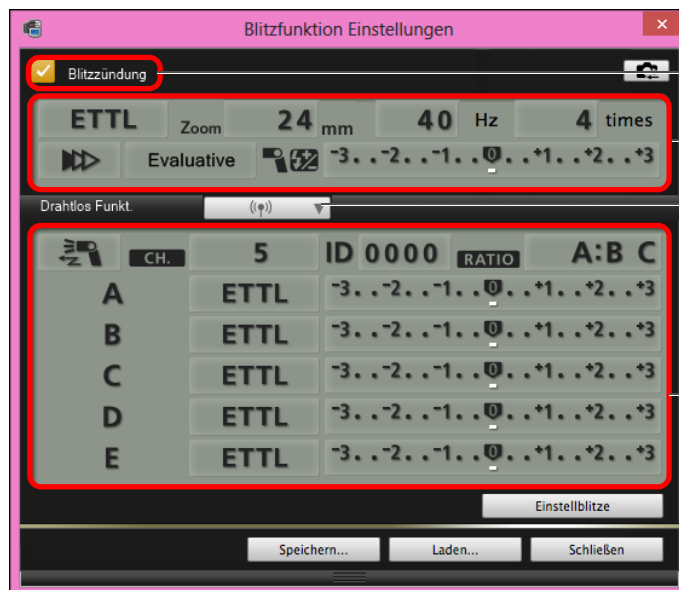 Blitzfunktion Einstellungen
Blitzzündung
ETTL Zoom 24 mm 40 Hz 4 times
Evaluative -3..-2..-1..0..+1..+2..+3
Drahtlos Funkt.
CH. 5 ID 0000 RATIO A:B C
A ETTL -3..-2..-1..0..+1..+2..+3
B ETTL -3..-2..-1..0..+1..+2..+3
C ETTL -3..-2..-1..0..+1..+2..+3
D ETTL -3..-2..-1..0..+1..+2..+3
E ETTL -3..-2..-1..0..+1..+2..+3
Einstellblitze
Speichern... Laden... Schließen